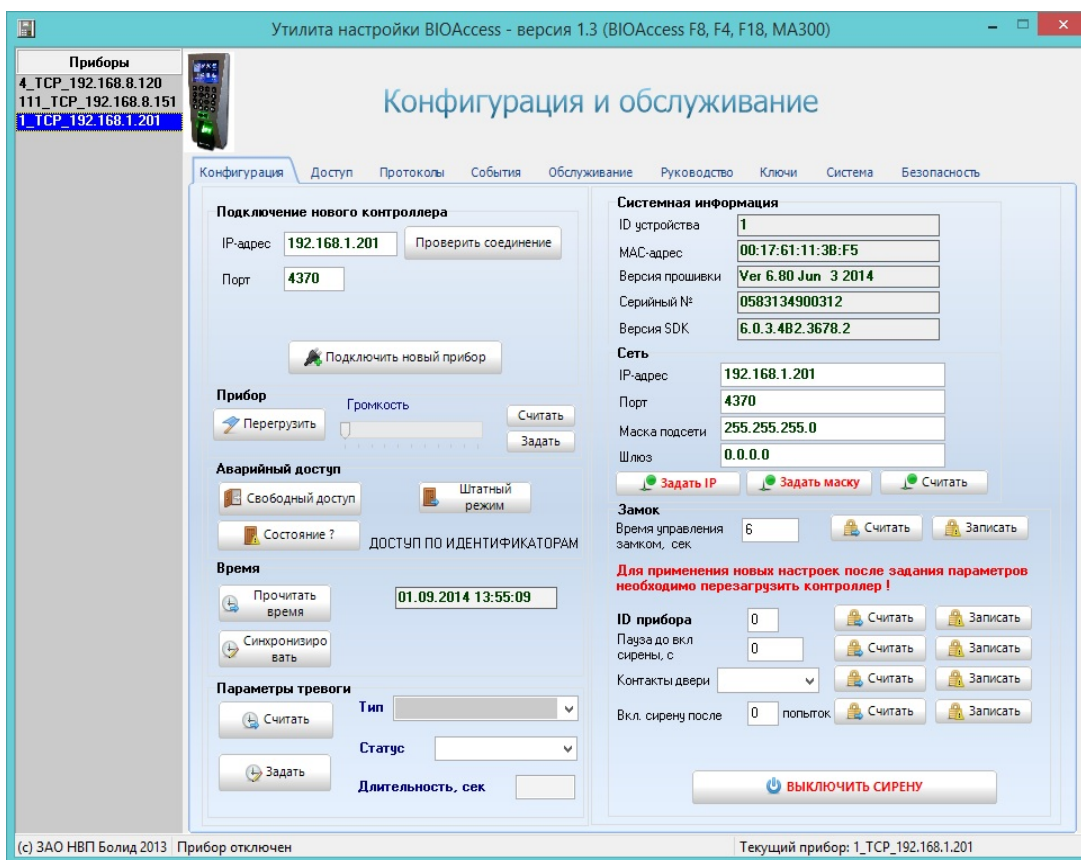 Утилита настройки BIOAccess - версия 1.3 (BIOAccess F8, F4, F18, MA300)
Приборы
4_TCP_192.168.8.120
111_TCP_192.168.8.151
1_TCP_192.168.1.201
Конфигурация и обслуживание
Конфигурация Доступ Протоколы События Обслуживание Руководство Ключи Система Безопасность
Подключение нового контроллера
IP-адрес 192.168.1.201 Проверить соединение
Порт 4370
Подключить новый прибор
Прибор
Перегрузить
Громкость
Считать
Задать
Аварийный доступ
Свободный доступ
Штатный
режим
Состояние ?
ДОСТУП ПО ИДЕНТИФИКАТОРАМ
Время
Прочитать
время
01.09.2014 13:55:09
Синхронизиро
вать
Параметры тревоги
Считать
Тип
Статус
Задать
Длительность, сек
Системная информация
ID устройства 1
MAC-адрес 00:17:61:11:3B:F5
Версия прошивки Ver 6.80 Jun 3 2014
Серийный № 0583134900312
Версия SDK 6.0.3.4B2.3678.2
Сеть
IP-адрес 192.168.1.201
Порт 4370
Маска подсети 255.255.255.0
Шлюз 0.0.0.0
Задать IP Задать маску Считать
Замок
Время управления
замком, сек
6 Считать Записать
Для применения новых настроек после задания параметров
необходимо перезагрузить контроллер !
ID прибора 0 Считать Записать
Пауза до вкл
сирены, с
0 Считать Записать
Контакты двери Считать Записать
Вкл. сирену после 0 попыток Считать Записать
ВЫКЛЮЧИТЬ СИРЕНУ
(c) ЗАО НВП Болид 2013 Прибор отключен Текущий прибор: 1_TCP_192.168.1.201